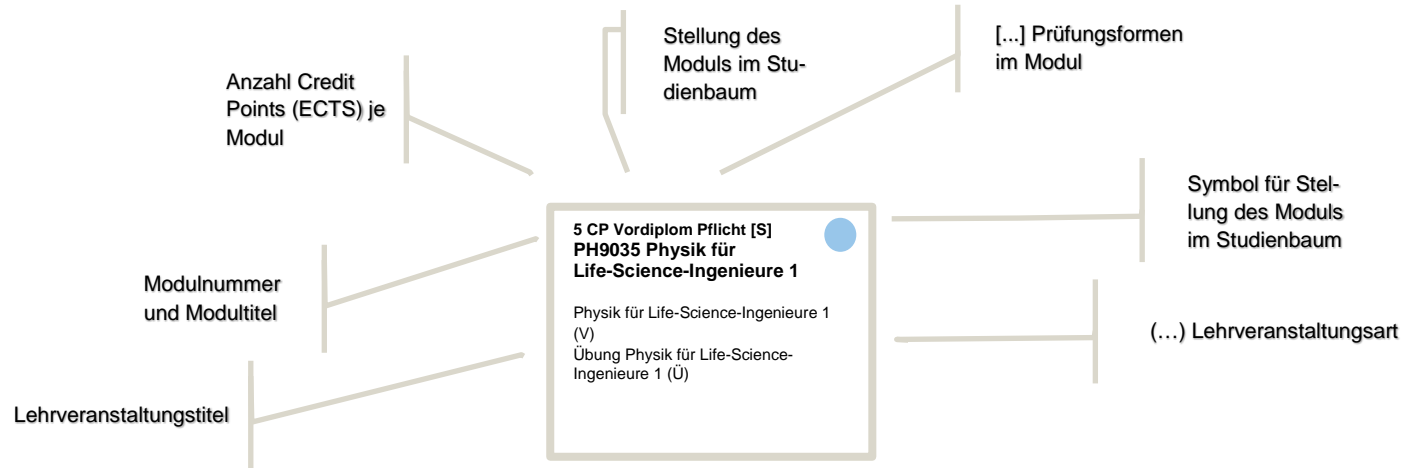 Stellung des
Moduls im Stu-
dienbaum
[...] Prüfungsformen
im Modul
Anzahl Credit
Points (ECTS) je
Modul
Symbol für Stel-
lung des Moduls
im Studienbaum
5 CP Vordiplom Pflicht [S]
PH9035 Physik für
Life-Science-Ingenieure 1
Physik für Life-Science-Ingenieure 1
(V)
Übung Physik für Life-Science-
Ingenieure 1 (Ü)
Modulnummer
und Modultitel
(…) Lehrveranstaltungsart
Lehrveranstaltungstitel